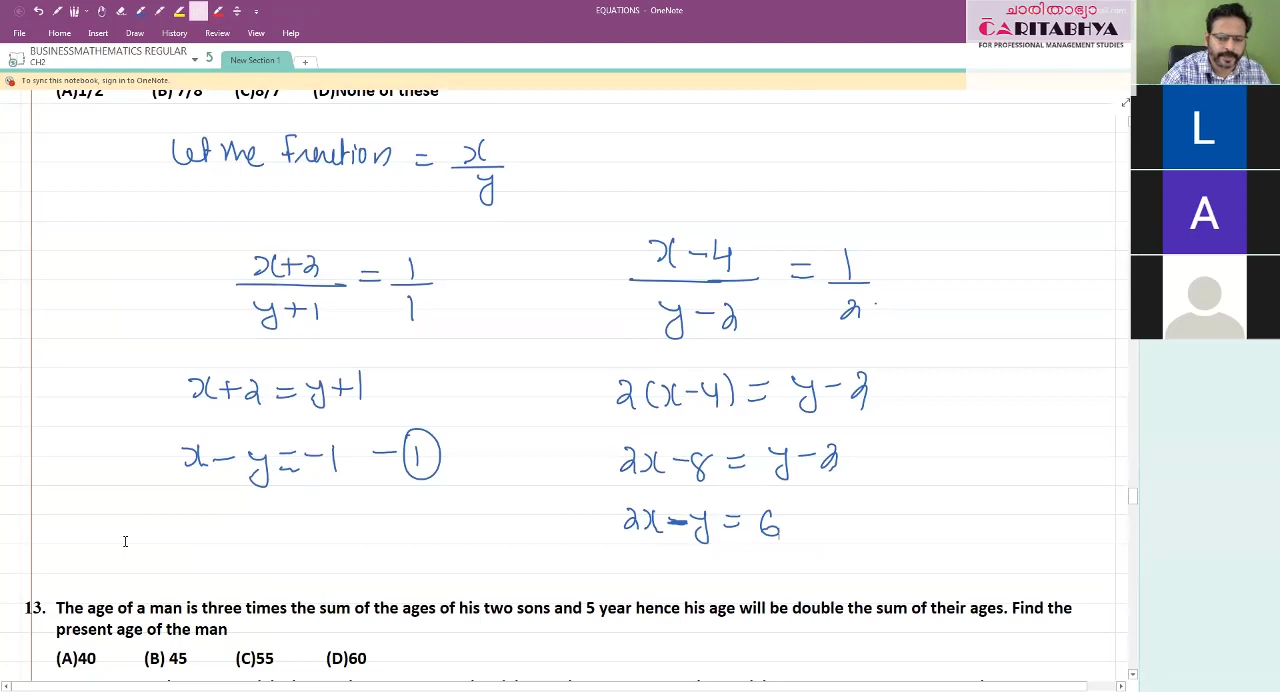 EQUATIONS - OneNote
ചാരിതാഭ്യാ
CARITABHYA
FOR PROFESSIONAL MANAGEMENT STUDIES
File Home Insert Draw History Review View Help
BUSINESSMATHEMATICS REGULAR
CH2
New Section 1
To sync this notebook, sign in to OneNote.
(A)1/2 (B) 7/8 (C)8/7 (D)None of these
Let the fraction = x/y
(x+2)/(y+1) = 1/1
(x-4)/(y-2) = 1/2
x+2 = y+1
2(x-4) = y-2
x - y = -1 - ①
2x - 8 = y - 2
2x - y = 6
13. The age of a man is three times the sum of the ages of his two sons and 5 year hence his age will be double the sum of their ages. Find the
present age of the man
(A)40 (B) 45 (C)55 (D)60
L
A